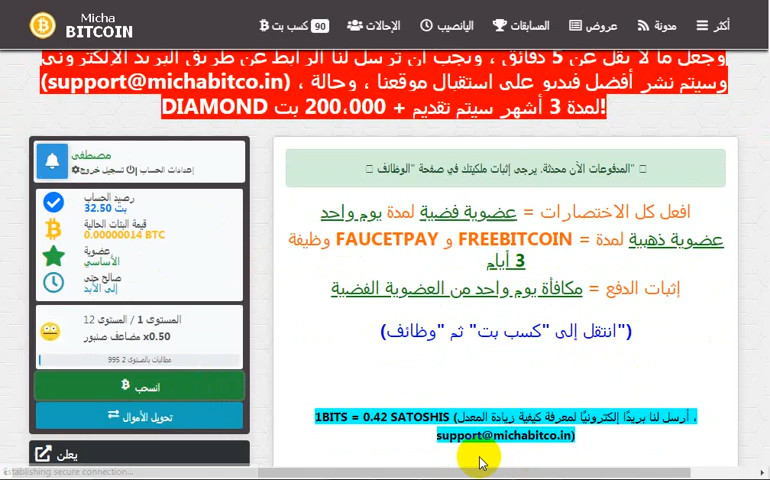 Micha
BITCOIN
أكثر
مدونة
عروض
المسابقات
اليانصيب
الإحالات
كسب بت 90
وجعل ما لا يقل عن 5 دقائق ، ويجب أن ترسل لنا الرابط عن طريق البريد الإلكتروني
(support@michabitco.in) ، وسيتم نشر أفضل فيديو على استقبال موقعنا ، وحالة
DIAMOND لمدة 3 أشهر سيتم تقديم + 200،000 بت!
مصطفى
إعدادات الحساب | تسجيل خروج
رصيد الحساب
32.50 بت
قيمة البتات الحالية
0.00000014 BTC
عضوية
الأساسي
صالح حتى
إلى الأبد
المستوى 1 / المستوى 12
x0.50 مضاعف صنبور
995 مطالبات بالمستوى 2
انسحب
تحويل الأموال
يعلن
"المدفوعات الآن محدثة. يرجى إثبات ملكيتك في صفحة "الوظائف
افعل كل الاختصارات = عضوية فضية لمدة يوم واحد
عضوية ذهبية لمدة = FREEBITCOIN و FAUCETPAY وظيفة
3 أيام
إثبات الدفع = مكافأة يوم واحد من العضوية الفضية
("انتقل إلى "كسب بت" ثم "وظائف)
1BITS = 0.42 SATOSHIS (أرسل لنا بريدًا إلكترونيًا لمعرفة كيفية زيادة المعدل ،
support@michabitco.in)
Establishing secure connection...